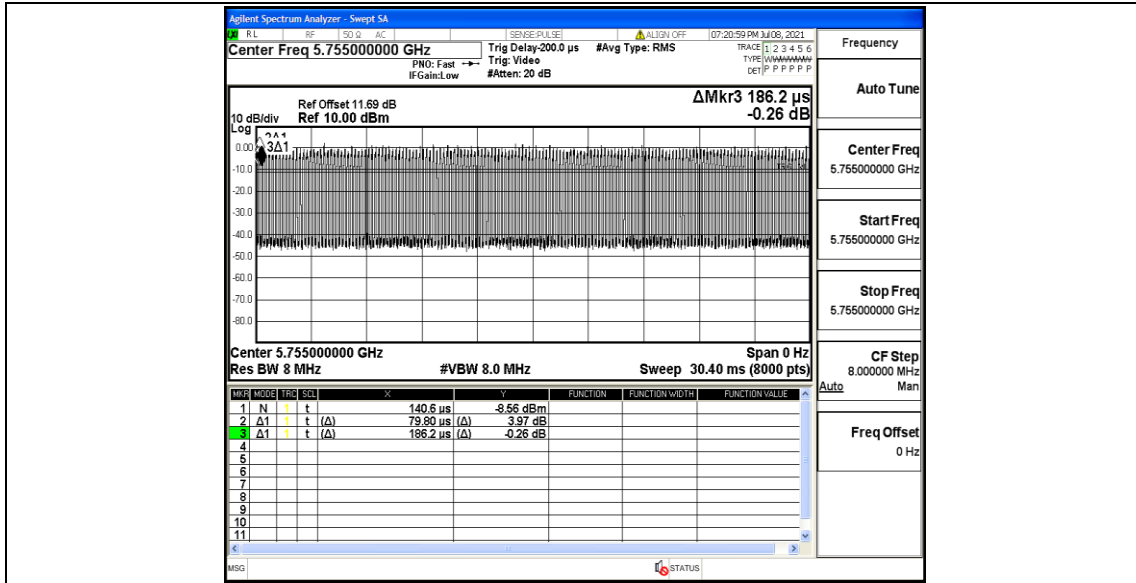 Agilent Spectrum Analyzer - Swept SA
RL RF 50 Ω AC SENSE:PULSE ALIGN OFF 07:20:59 PM Jul 08, 2021
Center Freq 5.755000000 GHz
Trig Delay-200.0 µs #Avg Type: RMS
TRACE 1 2 3 4 5 6
PNO: Fast Trig: Video
TYPE
IFGain:Low #Atten: 20 dB
DET P P P P P P
ΔMkr3 186.2 µs
-0.26 dB
Ref Offset 11.69 dB
10 dB/div Ref 10.00 dBm
Log
3Δ1
0.00
-10.0
-20.0
-30.0
-40.0
-50.0
-60.0
-70.0
-80.0
Center 5.755000000 GHz Span 0 Hz
Res BW 8 MHz #VBW 8.0 MHz Sweep 30.40 ms (8000 pts)
MKR MODE TRC SCL X Y FUNCTION FUNCTION WIDTH FUNCTION VALUE
1 N 1 t 140.6 µs -8.56 dBm
2 Δ1 1 t (Δ) 79.80 µs (Δ) 3.97 dB
3 Δ1 1 t (Δ) 186.2 µs (Δ) -0.26 dB
4
5
6
7
8
9
10
11
MSG STATUS
Frequency
Auto Tune
Center Freq
5.755000000 GHz
Start Freq
5.755000000 GHz
Stop Freq
5.755000000 GHz
CF Step
8.000000 MHz
Auto Man
Freq Offset
0 Hz